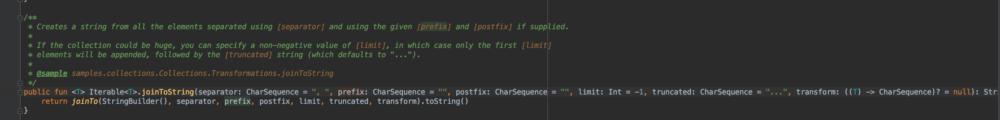 }
/**
 * Creates a string from all the elements separated using [separator] and using the given [prefix] and [postfix] if supplied.
 *
 * If the collection could be huge, you can specify a non-negative value of [limit], in which case only the first [limit]
 * elements will be appended, followed by the [truncated] string (which defaults to "...").
 *
 * @sample samples.collections.Collections.Transformations.joinToString
 */
public fun <T> Iterable<T>.joinToString(separator: CharSequence = ", ", prefix: CharSequence = "", postfix: CharSequence = "", limit: Int = -1, truncated: CharSequence = "...", transform: ((T) -> CharSequence)? = null): Stri
    return joinTo(StringBuilder(), separator, prefix, postfix, limit, truncated, transform).toString()
}